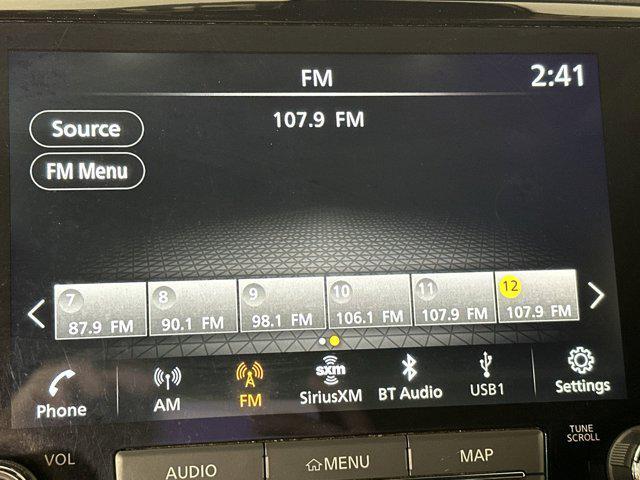 FM
2:41
Source
107.9 FM
FM Menu
7 8 9 10 11 12
87.9 FM 90.1 FM 98.1 FM 106.1 FM 107.9 FM 107.9 FM
Phone AM FM sxm SiriusXM BT Audio USB1 Settings
VOL AUDIO MENU MAP TUNE
SCROLL